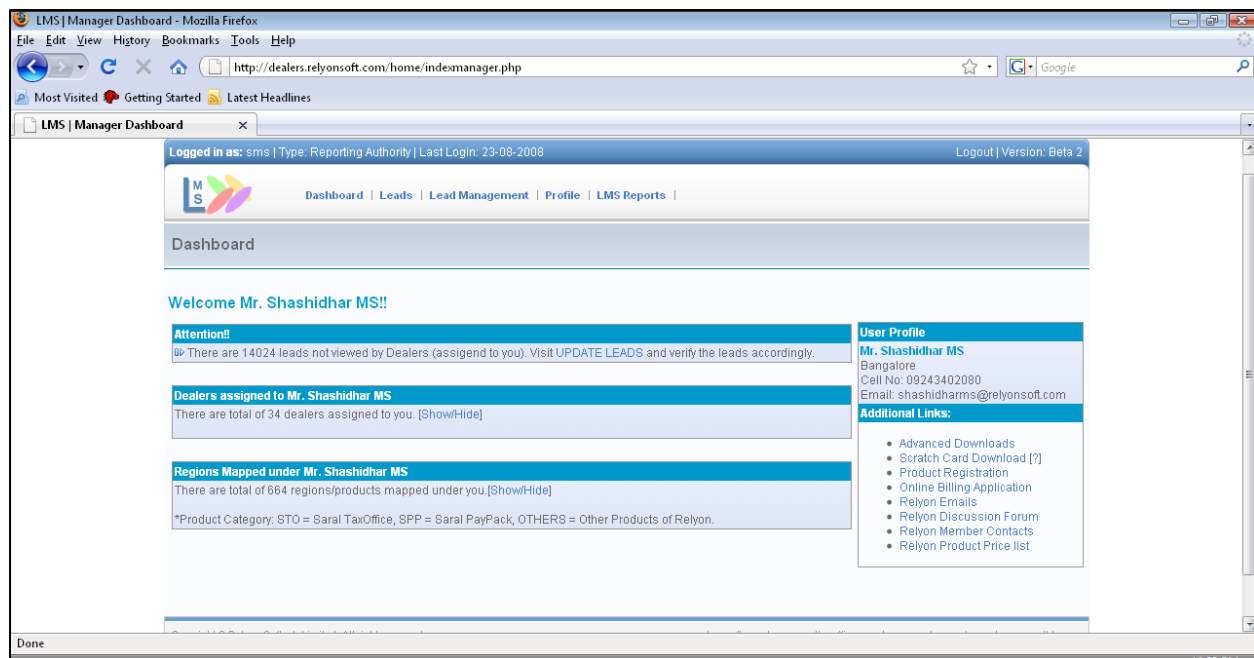 LMS | Manager Dashboard - Mozilla Firefox
File Edit View History Bookmarks Tools Help
http://dealers.relyonsoft.com/home/indexmanager.php
G Google
Most Visited Getting Started Latest Headlines
LMS | Manager Dashboard
Logged in as: sms | Type: Reporting Authority | Last Login: 23-08-2008 Logout | Version: Beta 2
LMS
Dashboard | Leads | Lead Management | Profile | LMS Reports |
Dashboard
Welcome Mr. Shashidhar MS!!
Attention!!
There are 14024 leads not viewed by Dealers (assigend to you). Visit UPDATE LEADS and verify the leads accordingly.
Dealers assigned to Mr. Shashidhar MS
There are total of 34 dealers assigned to you. [Show/Hide]
Regions Mapped under Mr. Shashidhar MS
There are total of 664 regions/products mapped under you.[Show/Hide]
*Product Category: STO = Saral TaxOffice, SPP = Saral PayPack, OTHERS = Other Products of Relyon.
User Profile
Mr. Shashidhar MS
Bangalore
Cell No: 09243402080
Email: shashidharms@relyonsoft.com
Additional Links:
Advanced Downloads
Scratch Card Download [?]
Product Registration
Online Billing Application
Relyon Emails
Relyon Discussion Forum
Relyon Member Contacts
Relyon Product Price list
Done